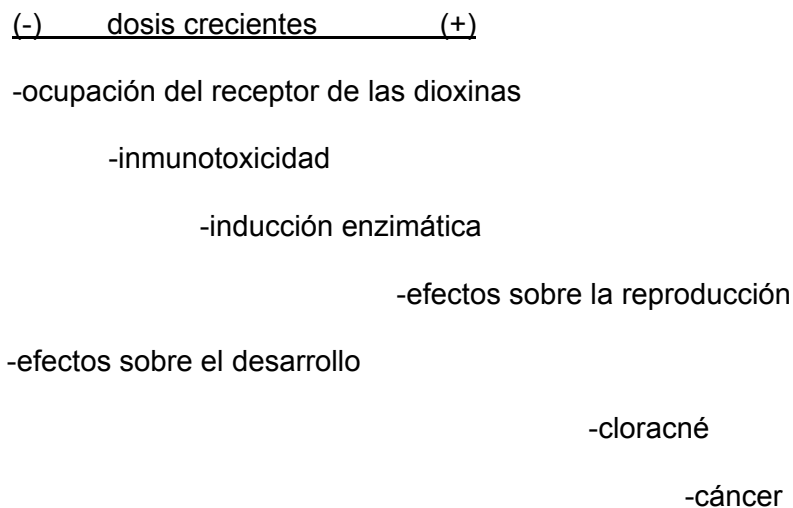 (-) dosis crecientes (+)
-ocupación del receptor de las dioxinas
-inmunotoxicidad
-inducción enzimática
-efectos sobre la reproducción
-efectos sobre el desarrollo
-cloracné
-cáncer